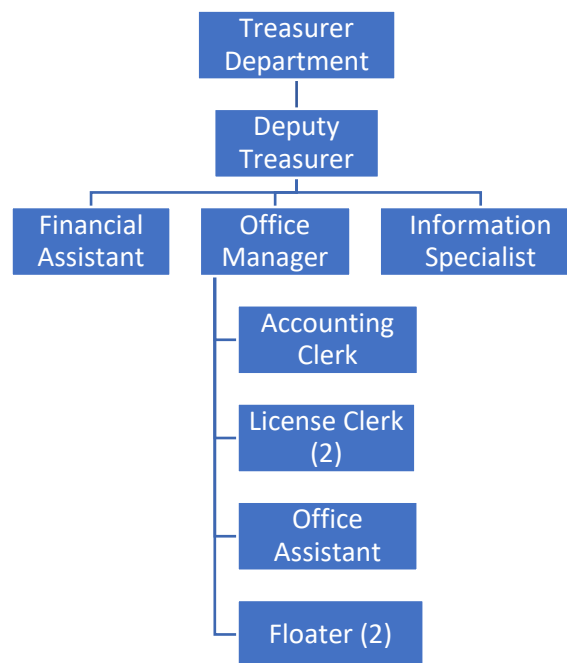 Treasurer
Department
Deputy
Treasurer
Financial
Assistant
Office
Manager
Information
Specialist
Accounting
Clerk
License Clerk
(2)
Office
Assistant
Floater (2)